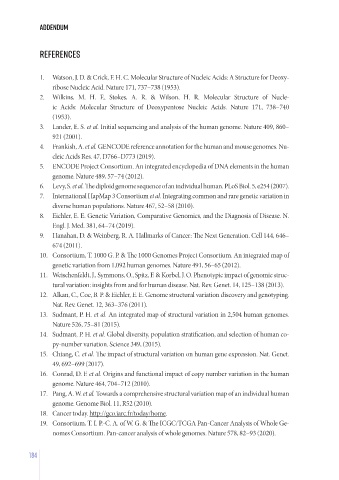 ADDENDUM
REFERENCES
1. Watson, J. D. & Crick, F. H. C. Molecular Structure of Nucleic Acids: A Structure for Deoxy-
ribose Nucleic Acid. Nature 171, 737–738 (1953).
2. Wilkins, M. H. F., Stokes, A. R. & Wilson, H. R. Molecular Structure of Nucle-
ic Acids: Molecular Structure of Deoxypentose Nucleic Acids. Nature 171, 738–740
(1953).
3. Lander, E. S. et al. Initial sequencing and analysis of the human genome. Nature 409, 860–
921 (2001).
4. Frankish, A. et al. GENCODE reference annotation for the human and mouse genomes. Nu-
cleic Acids Res. 47, D766–D773 (2019).
5. ENCODE Project Consortium. An integrated encyclopedia of DNA elements in the human
genome. Nature 489, 57–74 (2012).
6. Levy, S. et al. The diploid genome sequence of an individual human. PLoS Biol. 5, e254 (2007).
7. International HapMap 3 Consortium et al. Integrating common and rare genetic variation in
diverse human populations. Nature 467, 52–58 (2010).
8. Eichler, E. E. Genetic Variation, Comparative Genomics, and the Diagnosis of Disease. N.
Engl. J. Med. 381, 64–74 (2019).
9. Hanahan, D. & Weinberg, R. A. Hallmarks of Cancer: The Next Generation. Cell 144, 646–
674 (2011).
10. Consortium, T. 1000 G. P. & The 1000 Genomes Project Consortium. An integrated map of
genetic variation from 1,092 human genomes. Nature 491, 56–65 (2012).
11. Weischenfeldt, J., Symmons, O., Spitz, F. & Korbel, J. O. Phenotypic impact of genomic struc-
tural variation: insights from and for human disease. Nat. Rev. Genet. 14, 125–138 (2013).
12. Alkan, C., Coe, B. P. & Eichler, E. E. Genome structural variation discovery and genotyping.
Nat. Rev. Genet. 12, 363–376 (2011).
13. Sudmant, P. H. et al. An integrated map of structural variation in 2,504 human genomes.
Nature 526, 75–81 (2015).
14. Sudmant, P. H. et al. Global diversity, population stratification, and selection of human co-
py-number variation. Science 349, (2015).
15. Chiang, C. et al. The impact of structural variation on human gene expression. Nat. Genet.
49, 692–699 (2017).
16. Conrad, D. F. et al. Origins and functional impact of copy number variation in the human
genome. Nature 464, 704–712 (2010).
17. Pang, A. W. et al. Towards a comprehensive structural variation map of an individual human
genome. Genome Biol. 11, R52 (2010).
18. Cancer today. http://gco.iarc.fr/today/home.
19. Consortium, T. I. P.-C. A. of W. G. & The ICGC/TCGA Pan-Cancer Analysis of Whole Ge-
nomes Consortium. Pan-cancer analysis of whole genomes. Nature 578, 82–93 (2020).
184